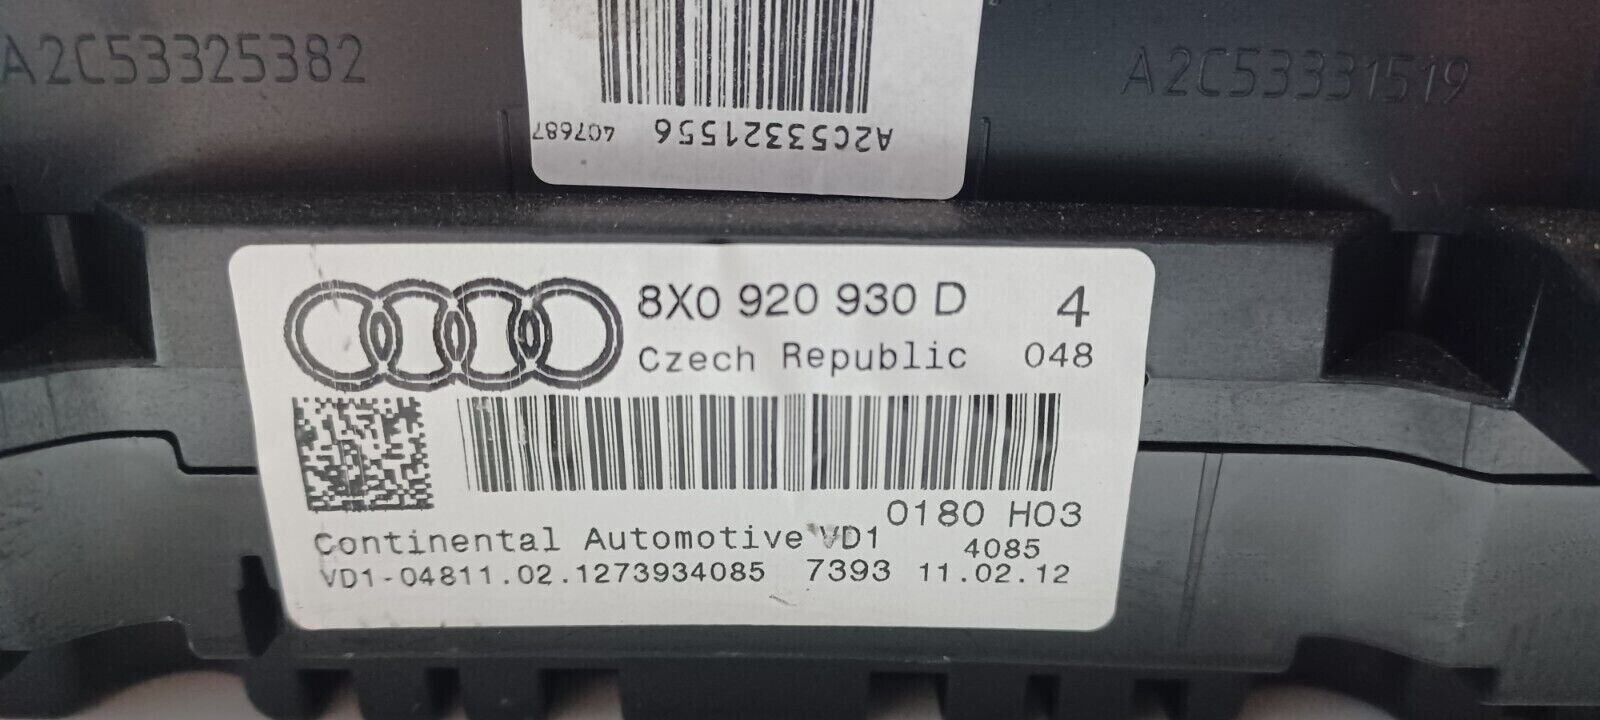 A2C53325382
A2C53331519
A2C53321556 407687
8X0 920 930 D 4
Czech Republic 048
0180 H03
Continental Automotive VD1 4085
VD1-04811.02.1273934085 7393 11.02.12